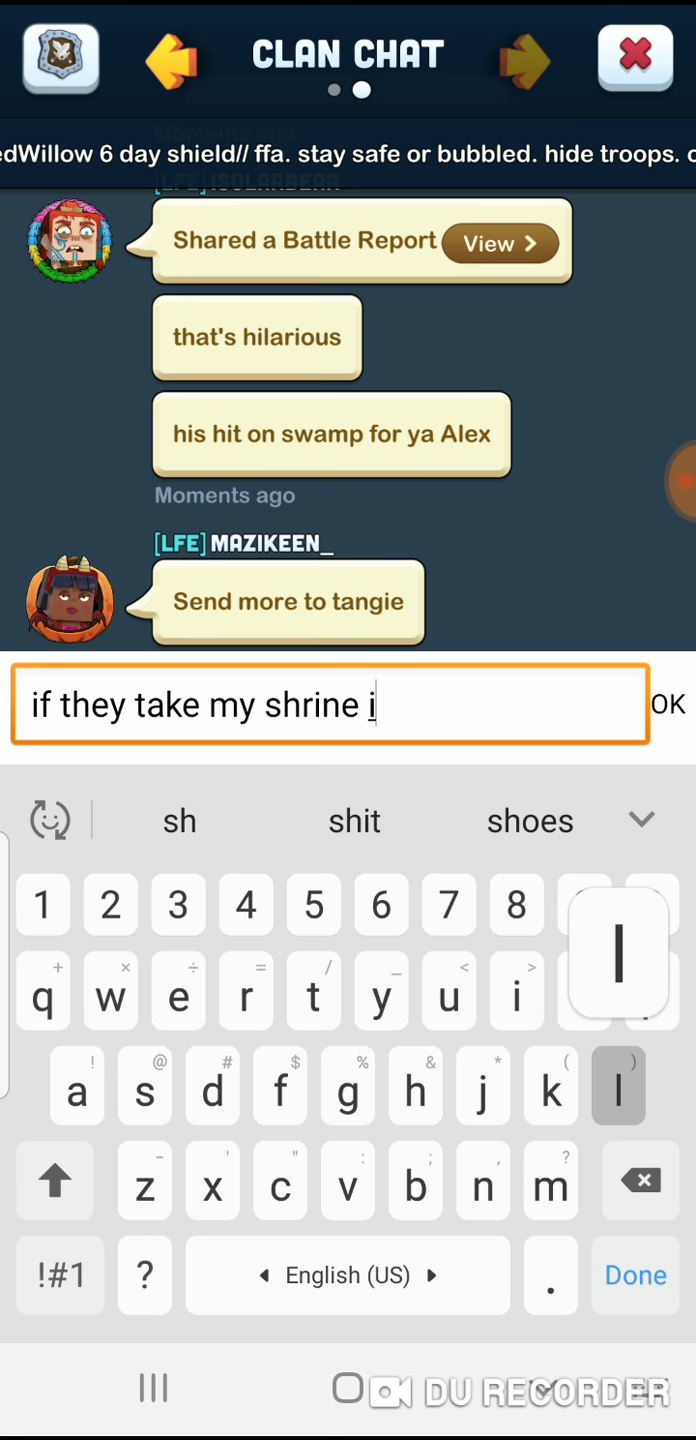 CLAN CHAT
Moments ago
edWillow 6 day shield// ffa. stay safe or bubbled. hide troops. c
[LFE] ISOLARBEAR
Shared a Battle Report View >
that's hilarious
his hit on swamp for ya Alex
Moments ago
[LFE] MAZIKEEN_
Send more to tangie
if they take my shrine i
OK
sh shit shoes
1 2 3 4 5 6 7 8
l
+ × ÷ = / _ < >
q w e r t y u i
! @ # $ % & * ( )
a s d f g h j k l
- ' " : ; , ?
z x c v b n m
!#1 ? English (US) . Done
DU RECORDER